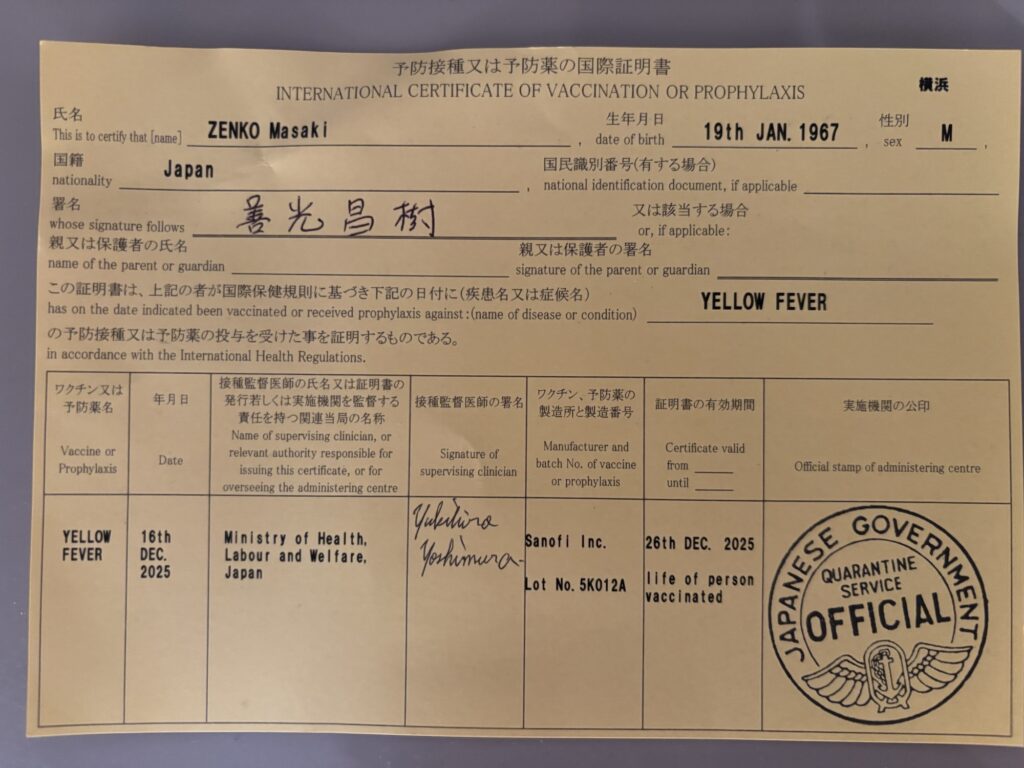 予防接種又は予防薬の国際証明書
INTERNATIONAL CERTIFICATE OF VACCINATION OR PROPHYLAXIS
横浜
氏名
This is to certify that [name] ZENKO Masaki ,
生年月日
date of birth 19th JAN. 1967 ,
性別
sex M ,
国籍
nationality Japan ,
国民識別番号(有する場合)
national identification document, if applicable
署名
whose signature follows 善光昌樹
又は該当する場合
or, if applicable:
親又は保護者の氏名
name of the parent or guardian
親又は保護者の署名
signature of the parent or guardian
この証明書は、上記の者が国際保健規則に基づき下記の日付に(疾患名又は症候名)
has on the date indicated been vaccinated or received prophylaxis against: (name of disease or condition) YELLOW FEVER
の予防接種又は予防薬の投与を受けた事を証明するものである。
in accordance with the International Health Regulations.
ワクチン又は
予防薬名
Vaccine or
Prophylaxis
年月日
Date
接種監督医師の氏名又は証明書の
発行若しくは実施機関を監督する
責任を持つ関連当局の名称
Name of supervising clinician, or
relevant authority responsible for
issuing this certificate, or for
overseeing the administering centre
接種監督医師の署名
Signature of
supervising clinician
ワクチン、予防薬の
製造所と製造番号
Manufacturer and
batch No. of vaccine
or prophylaxis
証明書の有効期間
Certificate valid
from
until
実施機関の公印
Official stamp of administering centre
YELLOW
FEVER
16th
DEC.
2025
Ministry of Health,
Labour and Welfare,
Japan
Yukihiro
Yoshimura
Sanofi Inc.
Lot No. 5K012A
26th DEC. 2025
life of person
vaccinated
JAPANESE GOVERNMENT
QUARANTINE
SERVICE
OFFICIAL